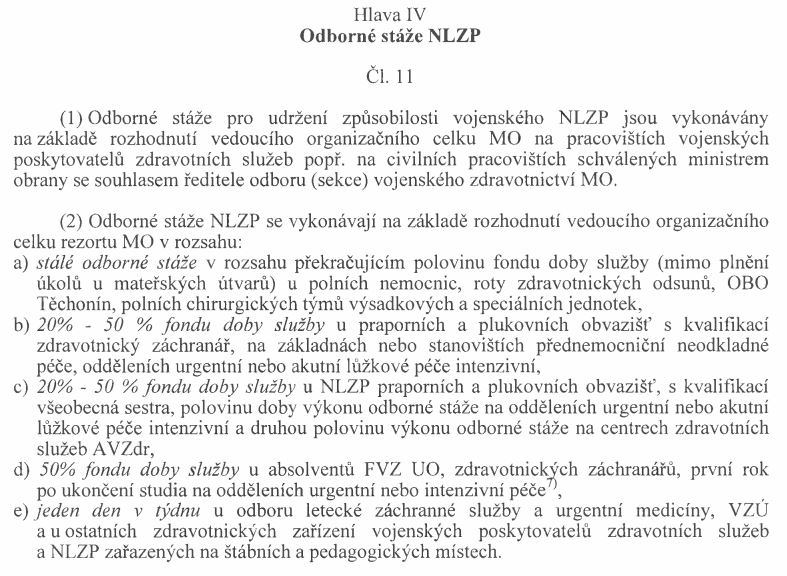 Hlava IV
Odborné stáže NLZP
Čl. 11
(1) Odborné stáže pro udržení způsobilosti vojenského NLZP jsou vykonávány
na základě rozhodnutí vedoucího organizačního celku MO na pracovištích vojenských
poskytovatelů zdravotních služeb popř. na civilních pracovištích schválených ministrem
obrany se souhlasem ředitele odboru (sekce) vojenského zdravotnictví MO.
(2) Odborné stáže NLZP se vykonávají na základě rozhodnutí vedoucího organizačního
celku rezortu MO v rozsahu:
a) stálé odborné stáže v rozsahu překračujícím polovinu fondu doby služby (mimo plnění
úkolů u mateřských útvarů) u polních nemocnic, roty zdravotnických odsunů, OBO
Těchonín, polních chirurgických týmů výsadkových a speciálních jednotek,
b) 20% - 50 % fondu doby služby u praporních a plukovních obvazišť s kvalifikací
zdravotnický záchranář, na základnách nebo stanovištích přednemocniční neodkladné
péče, odděleních urgentní nebo akutní lůžkové péče intenzivní,
c) 20% - 50 % fondu doby služby u NLZP praporních a plukovních obvazišť, s kvalifikací
všeobecná sestra, polovinu doby výkonu odborné stáže na odděleních urgentní nebo akutní
lůžkové péče intenzivní a druhou polovinu výkonu odborné stáže na centrech zdravotních
služeb AVZdr,
d) 50% fondu doby služby u absolventů FVZ UO, zdravotnických záchranářů, první rok
po ukončení studia na odděleních urgentní nebo intenzivní péče7),
e) jeden den v týdnu u odboru letecké záchranné služby a urgentní medicíny, VZÚ
a u ostatních zdravotnických zařízení vojenských poskytovatelů zdravotních služeb
a NLZP zařazených na štábních a pedagogických místech.